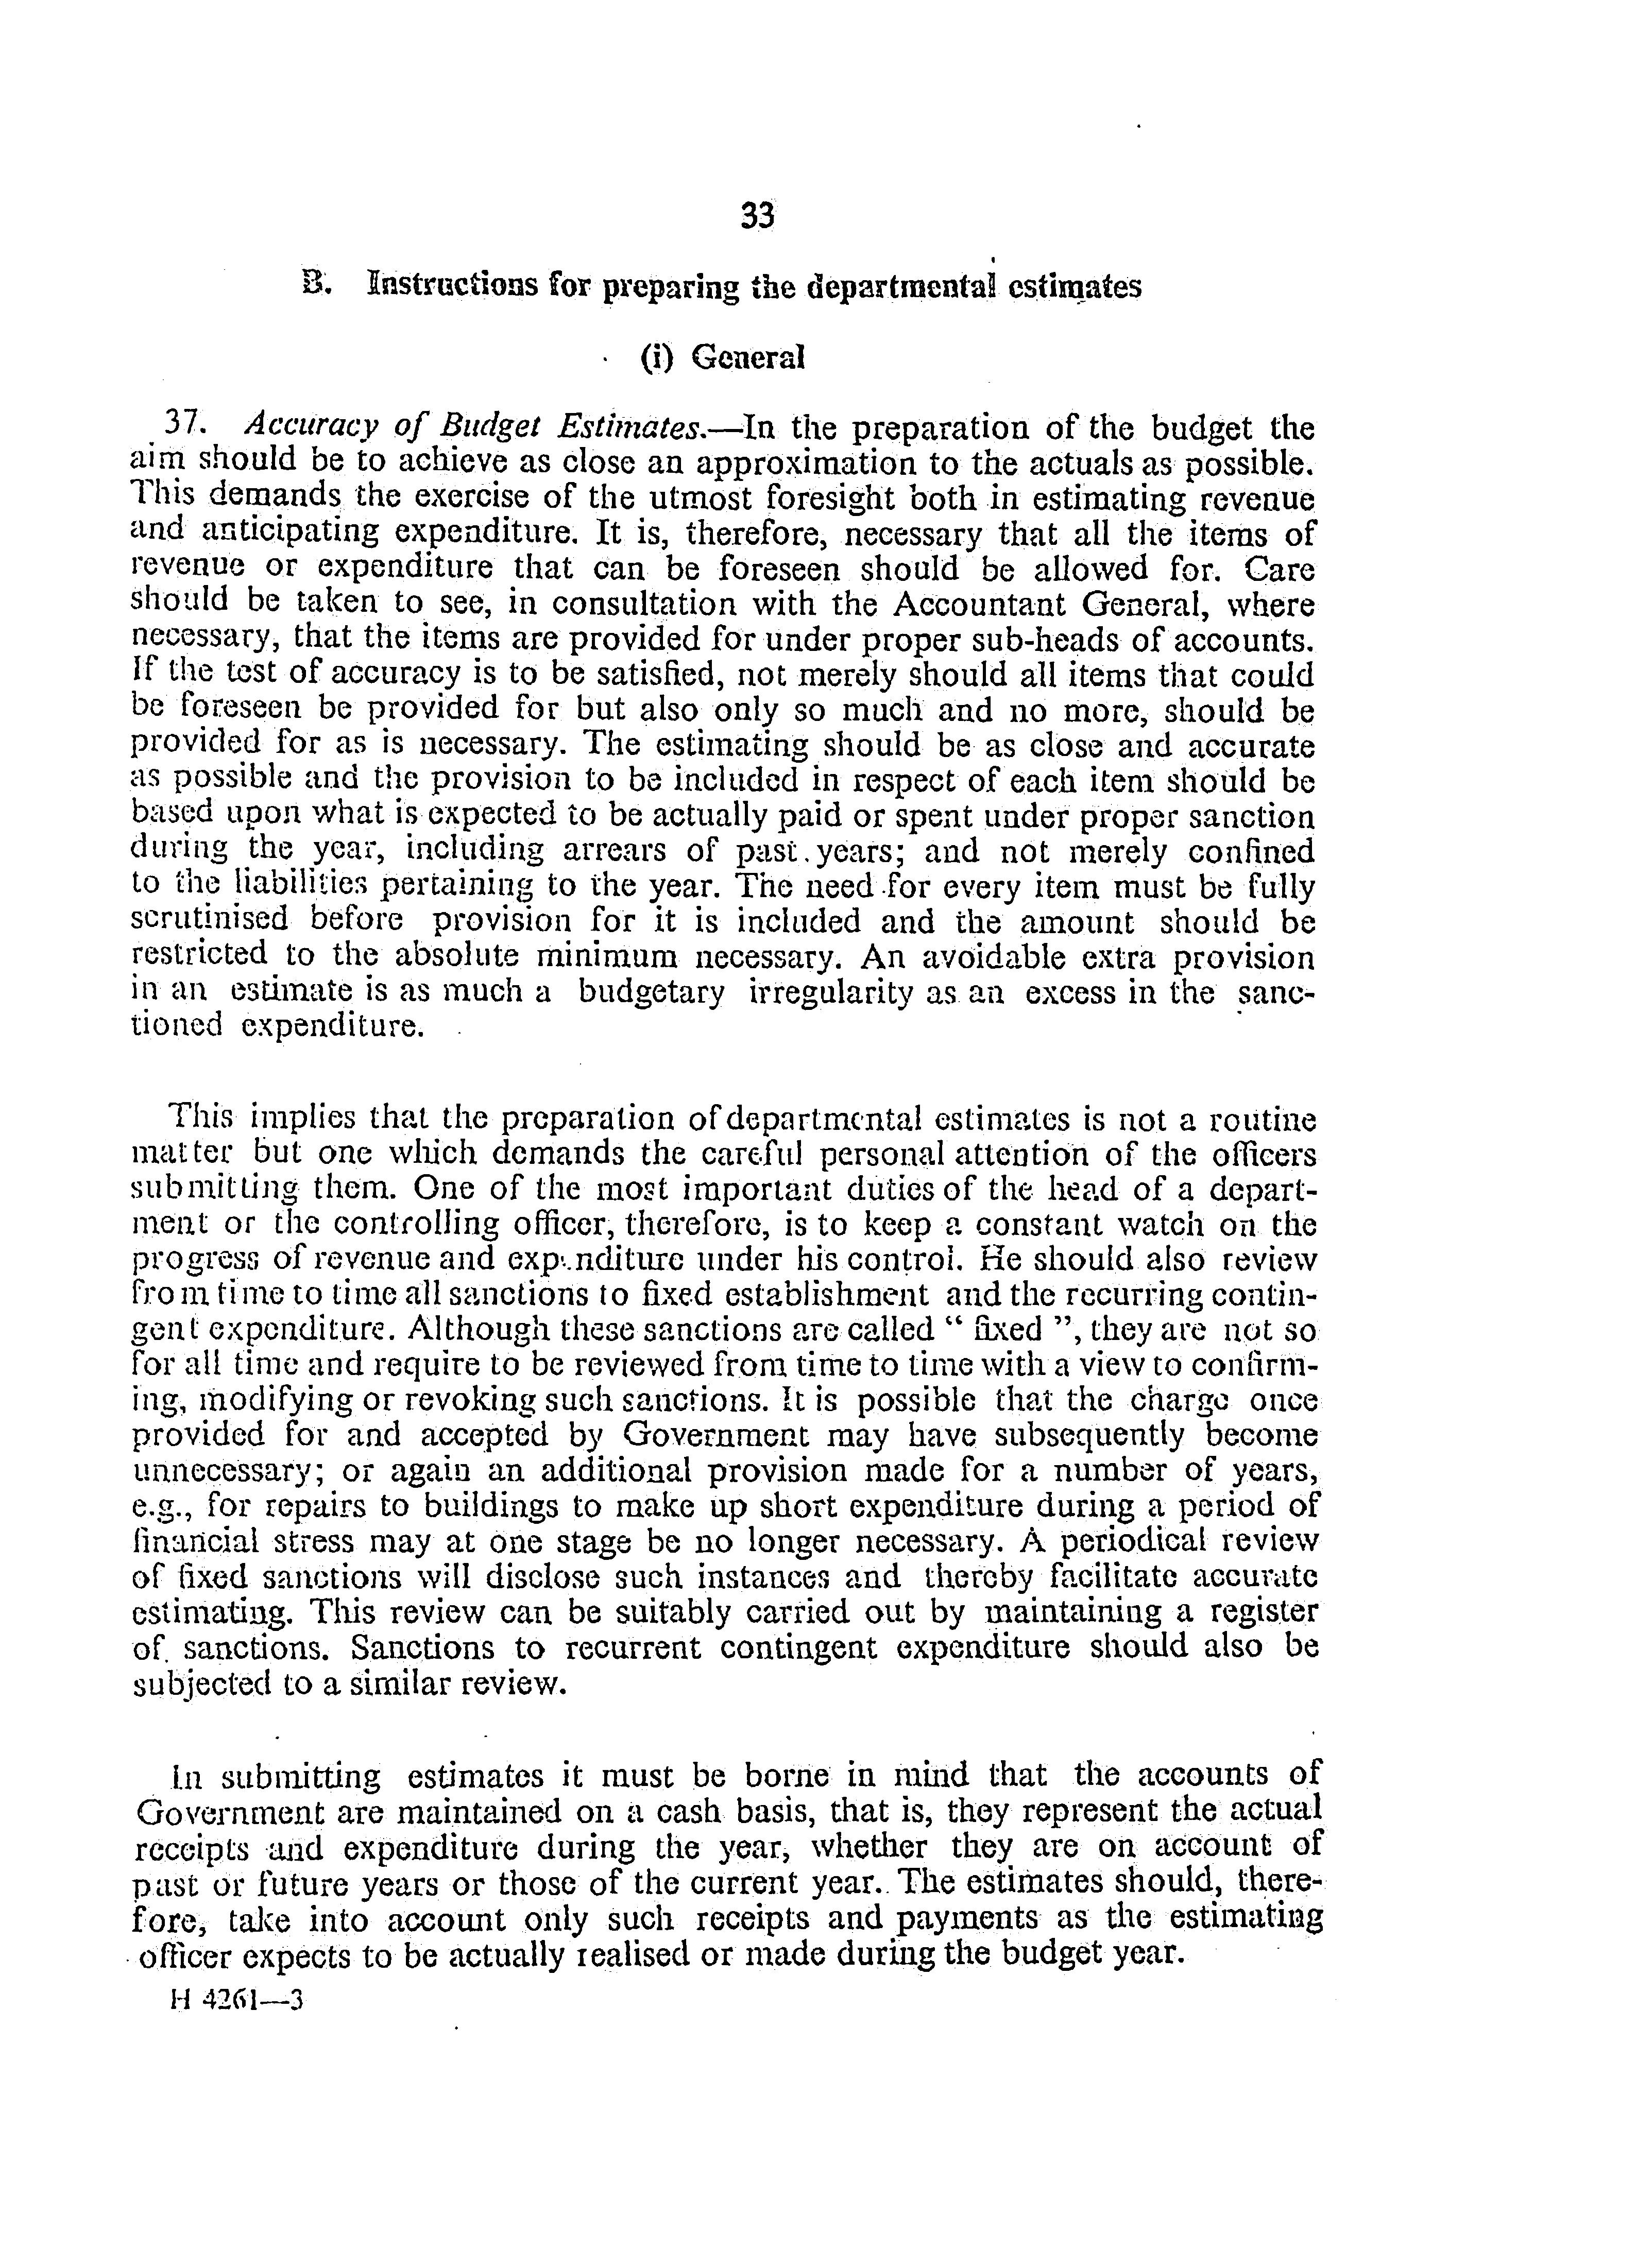 33
B. Instructions for preparing the departmental estimates
(i) General
37. Accuracy of Budget Estimates.—In the preparation of the budget the
aim should be to achieve as close an approximation to the actuals as possible.
This demands the exercise of the utmost foresight both in estimating revenue
and anticipating expenditure. It is, therefore, necessary that all the items of
revenue or expenditure that can be foreseen should be allowed for. Care
should be taken to see, in consultation with the Accountant General, where
necessary, that the items are provided for under proper sub-heads of accounts.
If the test of accuracy is to be satisfied, not merely should all items that could
be foreseen be provided for but also only so much and no more, should be
provided for as is necessary. The estimating should be as close and accurate
as possible and the provision to be included in respect of each item should be
based upon what is expected to be actually paid or spent under proper sanction
during the year, including arrears of past years; and not merely confined
to the liabilities pertaining to the year. The need for every item must be fully
scrutinised before provision for it is included and the amount should be
restricted to the absolute minimum necessary. An avoidable extra provision
in an estimate is as much a budgetary irregularity as an excess in the sanc-
tioned expenditure.
This implies that the preparation of departmental estimates is not a routine
matter but one which demands the careful personal attention of the officers
submitting them. One of the most important duties of the head of a depart-
ment or the controlling officer, therefore, is to keep a constant watch on the
progress of revenue and expenditure under his control. He should also review
from time to time all sanctions to fixed establishment and the recurring contin-
gent expenditure. Although these sanctions are called “ fixed ”, they are not so
for all time and require to be reviewed from time to time with a view to confirm-
ing, modifying or revoking such sanctions. It is possible that the charge once
provided for and accepted by Government may have subsequently become
unnecessary; or again an additional provision made for a number of years,
e.g., for repairs to buildings to make up short expenditure during a period of
financial stress may at one stage be no longer necessary. A periodical review
of fixed sanctions will disclose such instances and thereby facilitate accurate
estimating. This review can be suitably carried out by maintaining a register
of sanctions. Sanctions to recurrent contingent expenditure should also be
subjected to a similar review.
In submitting estimates it must be borne in mind that the accounts of
Government are maintained on a cash basis, that is, they represent the actual
receipts and expenditure during the year, whether they are on account of
past or future years or those of the current year. The estimates should, there-
fore, take into account only such receipts and payments as the estimating
officer expects to be actually realised or made during the budget year.
H 4261—3